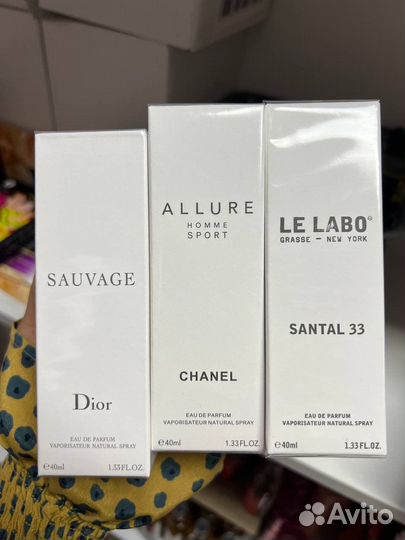 SAUVAGE
Dior
EAU DE PARFUM
VAPORISATEUR NATURAL SPRAY
℮40ml 1.33 FL.OZ.
ALLURE
HOMME
SPORT
CHANEL
EAU DE PARFUM
VAPORISATEUR NATURAL SPRAY
℮40ml 1.33 FL.OZ.
LE LABO®
GRASSE – NEW YORK
SANTAL 33
EAU DE PARFUM
VAPORISATEUR NATURAL SPRAY
℮40ml 1.33 FL.OZ.
Avito